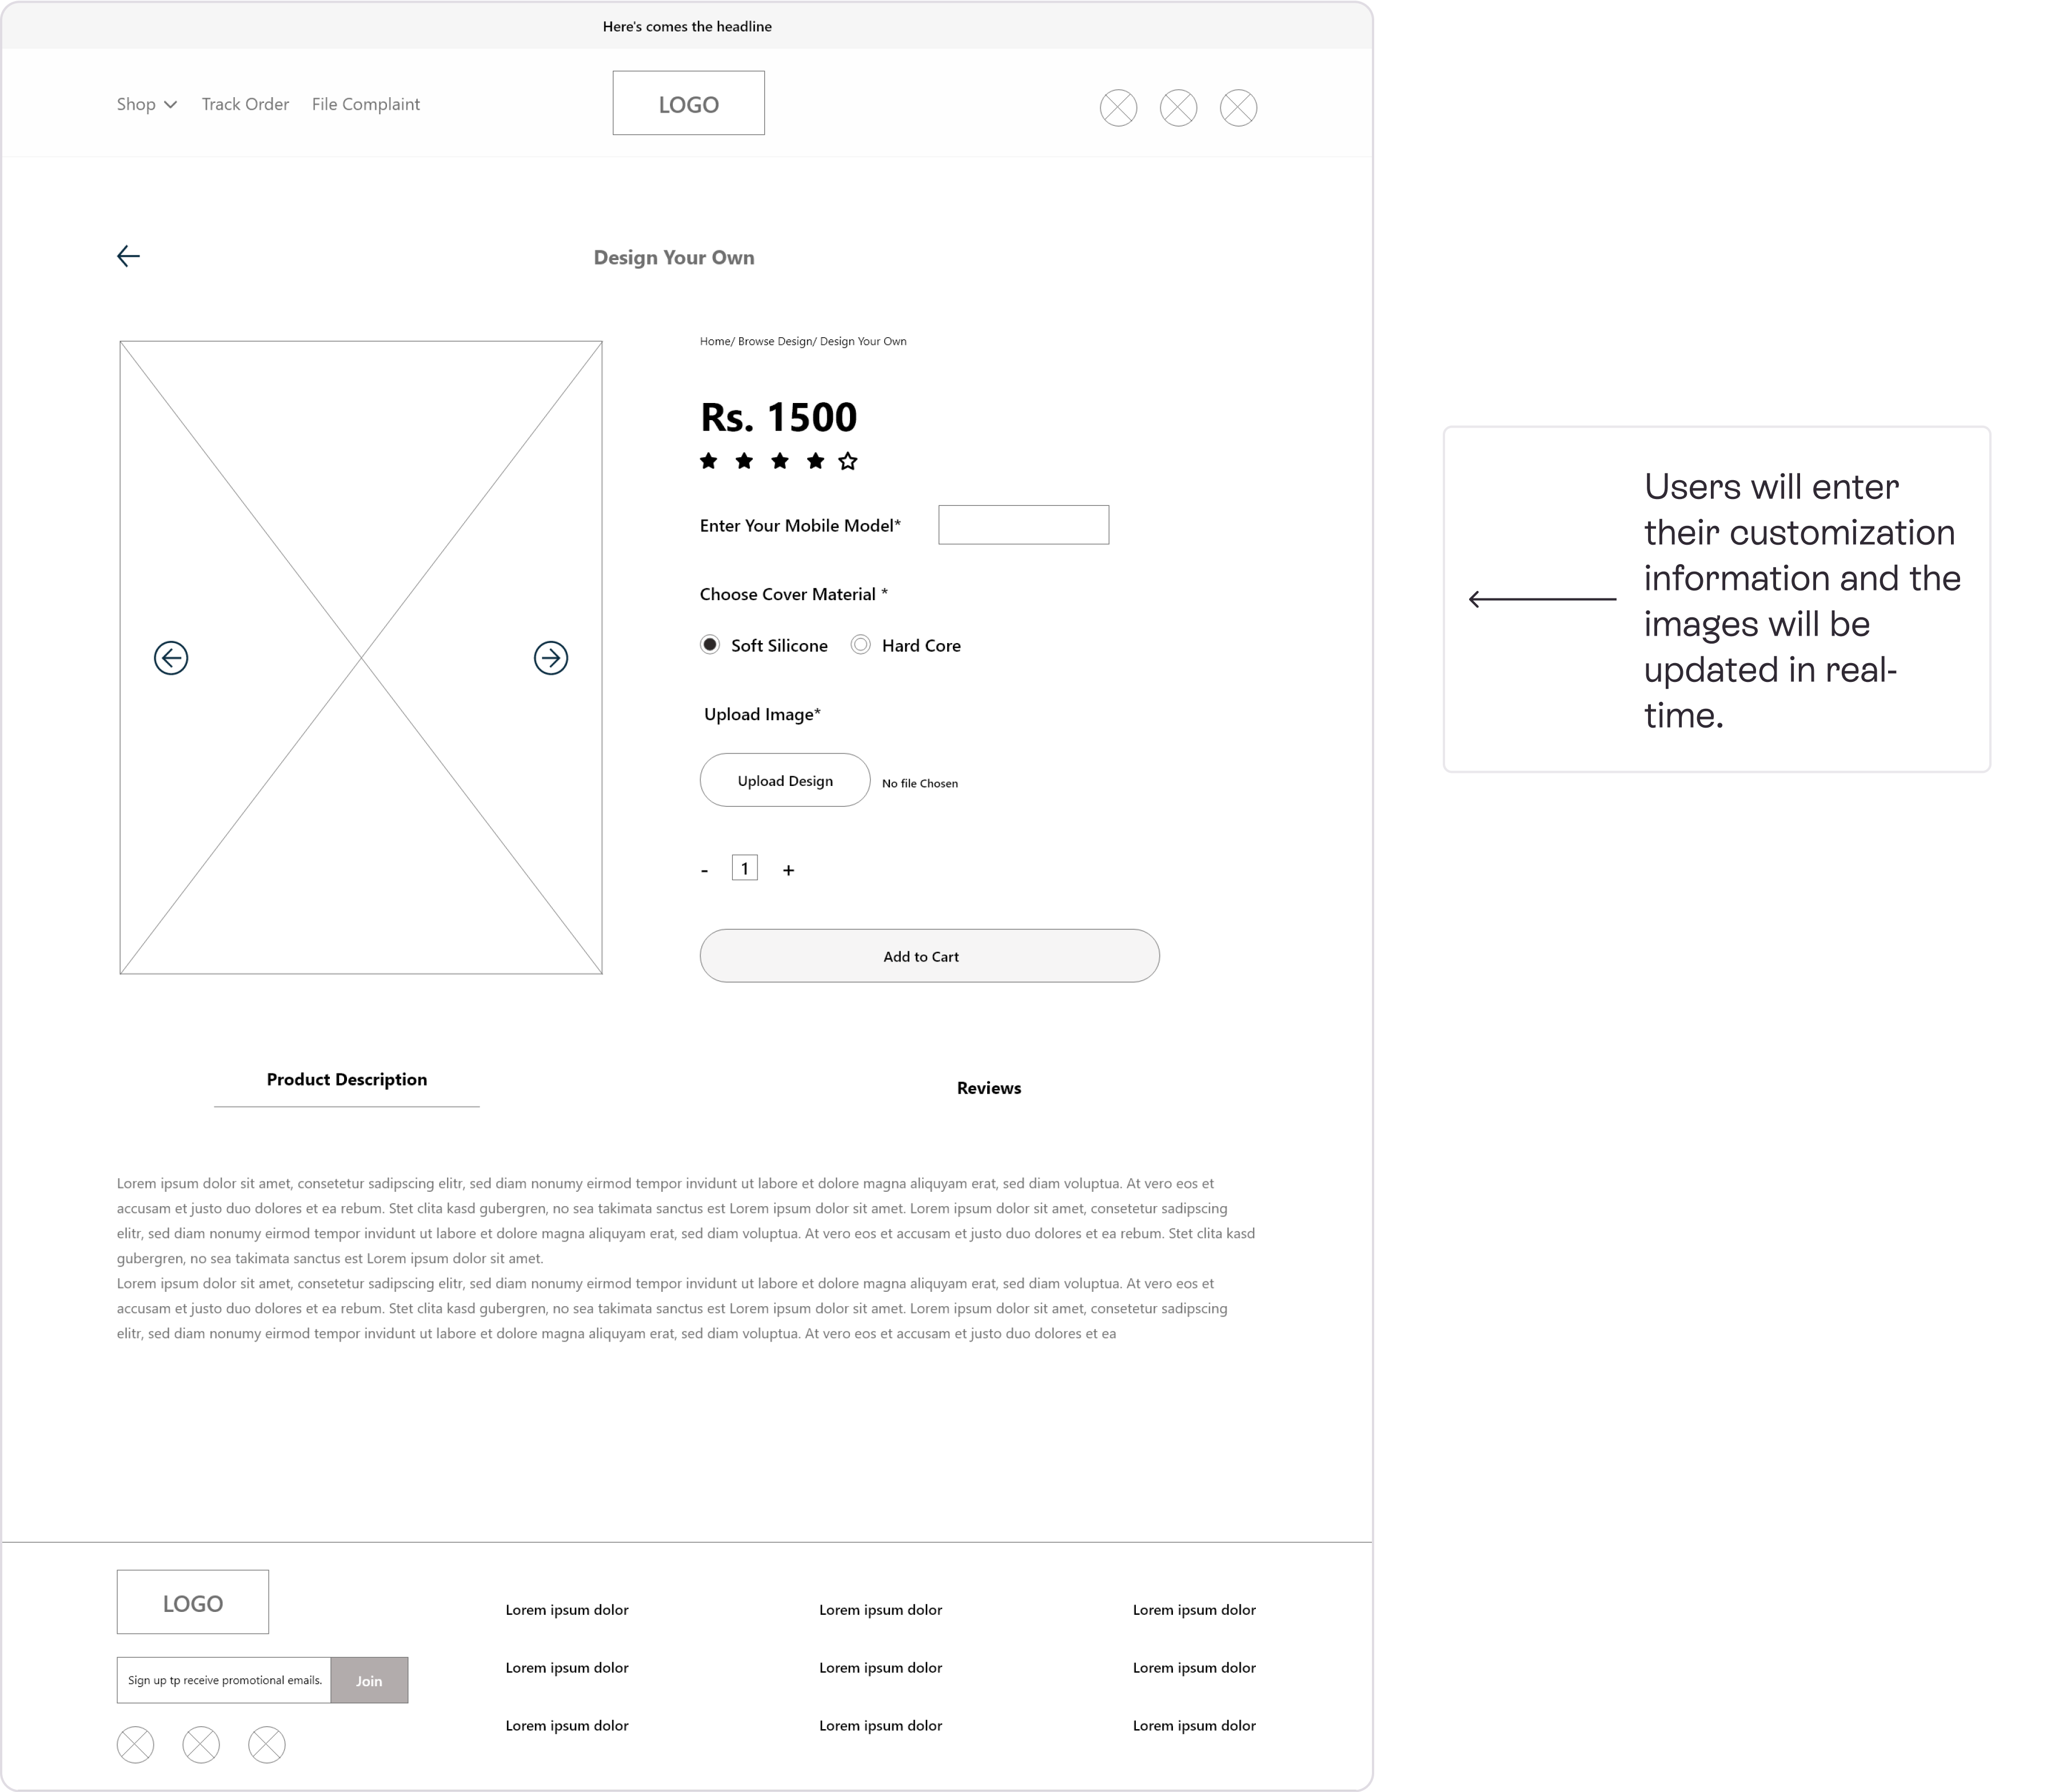 Here's comes the headline
Shop Track Order File Complaint
LOGO
Design Your Own
Home/ Browse Design/ Design Your Own
Rs. 1500
Enter Your Mobile Model*
Choose Cover Material *
Soft Silicone Hard Core
Upload Image*
Upload Design No file Chosen
- 1 +
Add to Cart
Users will enter
their customization
information and the
images will be
updated in real-
time.
Product Description
Reviews
Lorem ipsum dolor sit amet, consetetur sadipscing elitr, sed diam nonumy eirmod tempor invidunt ut labore et dolore magna aliquyam erat, sed diam voluptua. At vero eos et
accusam et justo duo dolores et ea rebum. Stet clita kasd gubergren, no sea takimata sanctus est Lorem ipsum dolor sit amet. Lorem ipsum dolor sit amet, consetetur sadipscing
elitr, sed diam nonumy eirmod tempor invidunt ut labore et dolore magna aliquyam erat, sed diam voluptua. At vero eos et accusam et justo duo dolores et ea rebum. Stet clita kasd
gubergren, no sea takimata sanctus est Lorem ipsum dolor sit amet.
Lorem ipsum dolor sit amet, consetetur sadipscing elitr, sed diam nonumy eirmod tempor invidunt ut labore et dolore magna aliquyam erat, sed diam voluptua. At vero eos et
accusam et justo duo dolores et ea rebum. Stet clita kasd gubergren, no sea takimata sanctus est Lorem ipsum dolor sit amet. Lorem ipsum dolor sit amet, consetetur sadipscing
elitr, sed diam nonumy eirmod tempor invidunt ut labore et dolore magna aliquyam erat, sed diam voluptua. At vero eos et accusam et justo duo dolores et ea
LOGO
Sign up tp receive promotional emails. Join
Lorem ipsum dolor Lorem ipsum dolor Lorem ipsum dolor
Lorem ipsum dolor Lorem ipsum dolor Lorem ipsum dolor
Lorem ipsum dolor Lorem ipsum dolor Lorem ipsum dolor